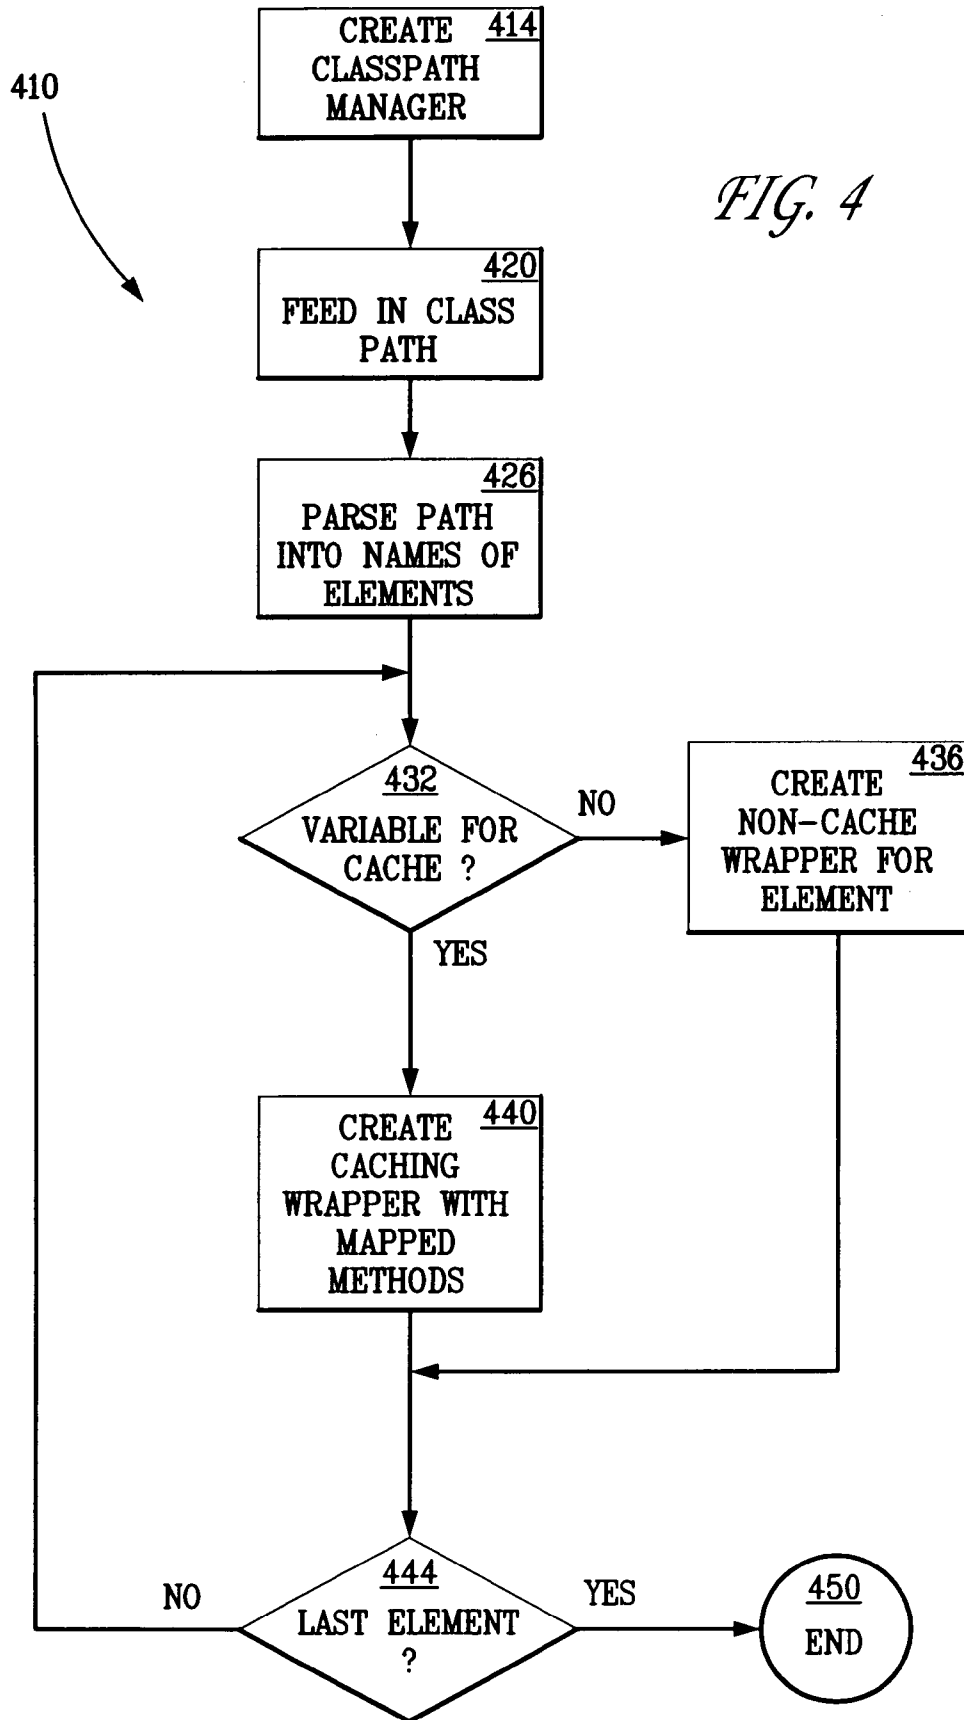 CREATE 414
CLASSPATH
MANAGER
410
FIG. 4
420
FEED IN CLASS
PATH
426
PARSE PATH
INTO NAMES OF
ELEMENTS
432
VARIABLE FOR
CACHE ?
NO
436
CREATE
NON-CACHE
WRAPPER FOR
ELEMENT
YES
440
CREATE
CACHING
WRAPPER WITH
MAPPED
METHODS
444
LAST ELEMENT
?
NO
YES
450
END